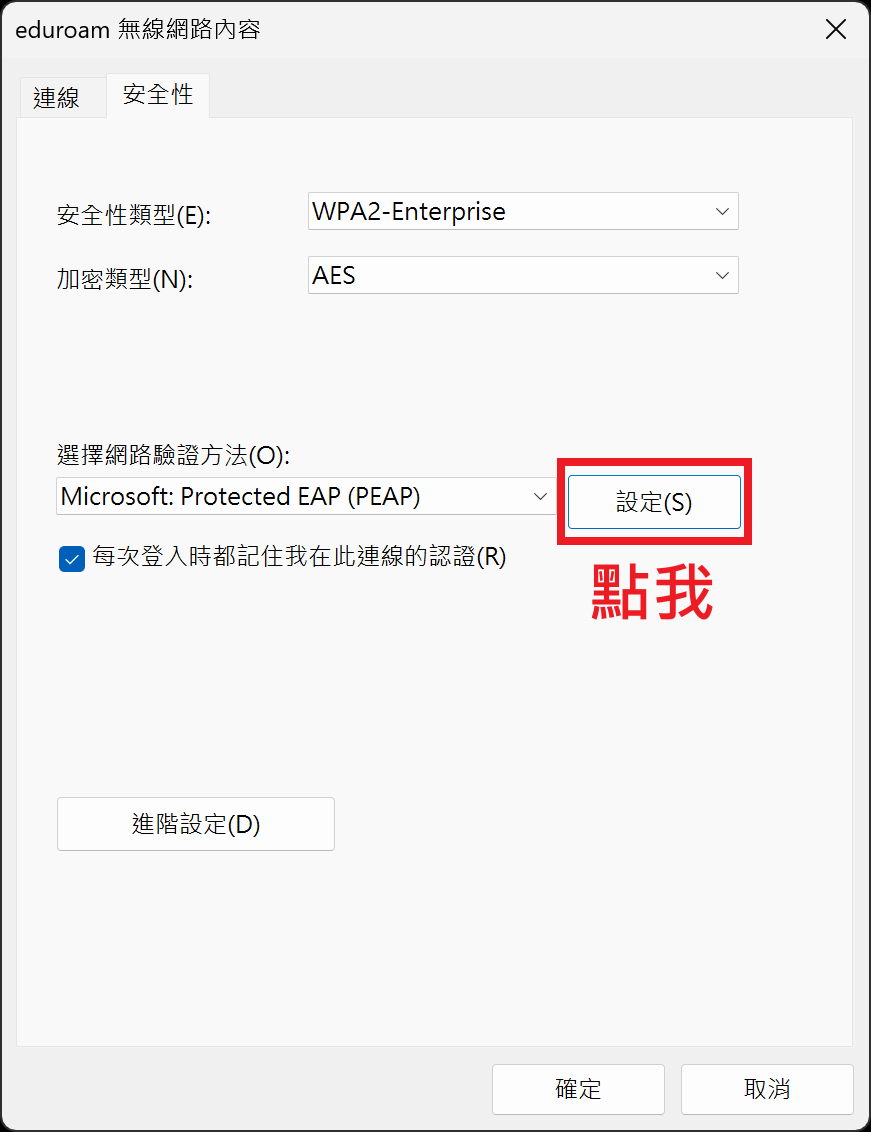 eduroam 無線網路內容
連線
安全性
安全性類型(E):
WPA2-Enterprise
加密類型(N):
AES
選擇網路驗證方法(O):
Microsoft: Protected EAP (PEAP)
設定(S)
每次登入時都記住我在此連線的認證(R)
點我
進階設定(D)
確定
取消